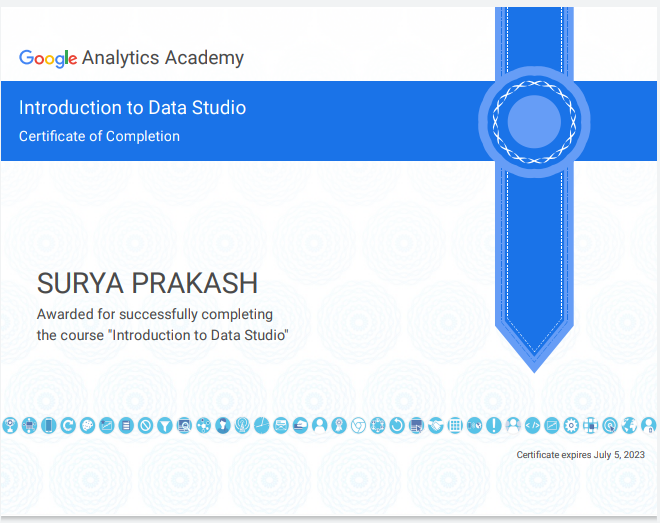 Google Analytics Academy
Introduction to Data Studio
Certificate of Completion
SURYA PRAKASH
Awarded for successfully completing
the course "Introduction to Data Studio"
Certificate expires July 5, 2023